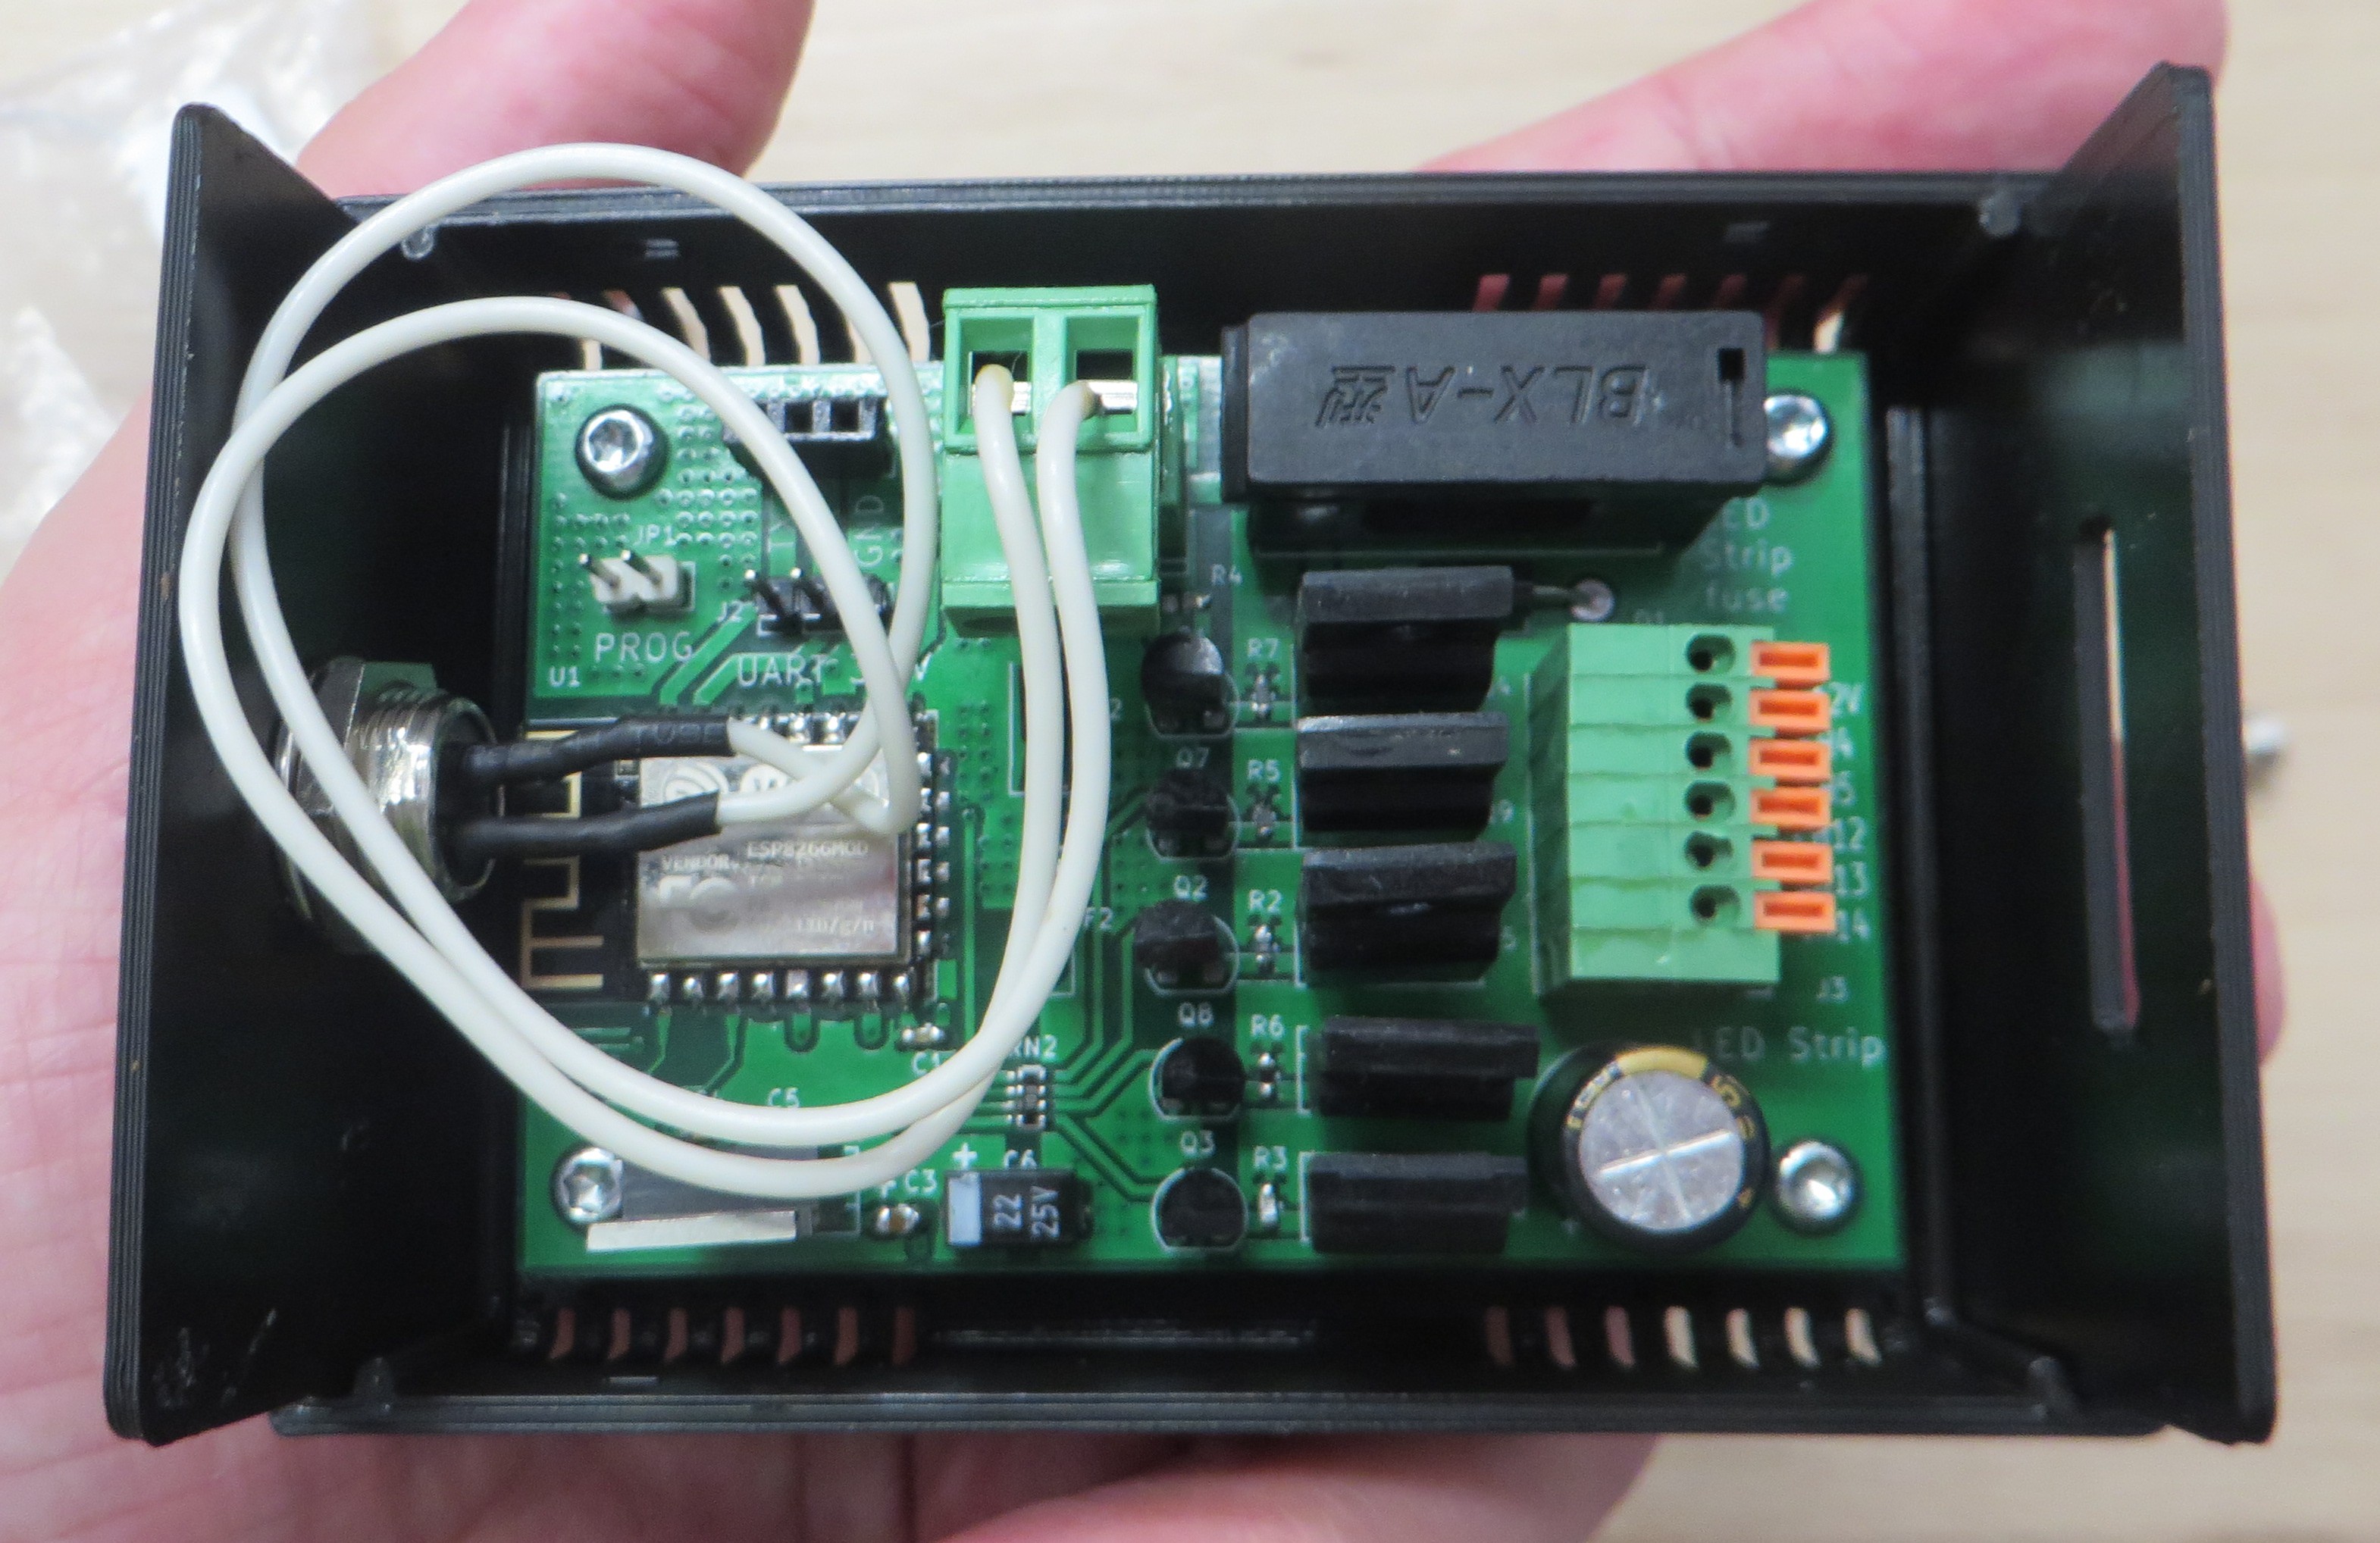 BLX-A型
JP1
PROG
J2
UART
GND
U1
LED
Strip
fuse
R4
R7
Q7
R5
Q2
R2
Q8
R6
Q3
R3
12V
4
5
12
13
14
J3
LED Strip
VENDOR
ESP8266MOD
F2
RN2
C1
C5
C3
C6
+
22
25V